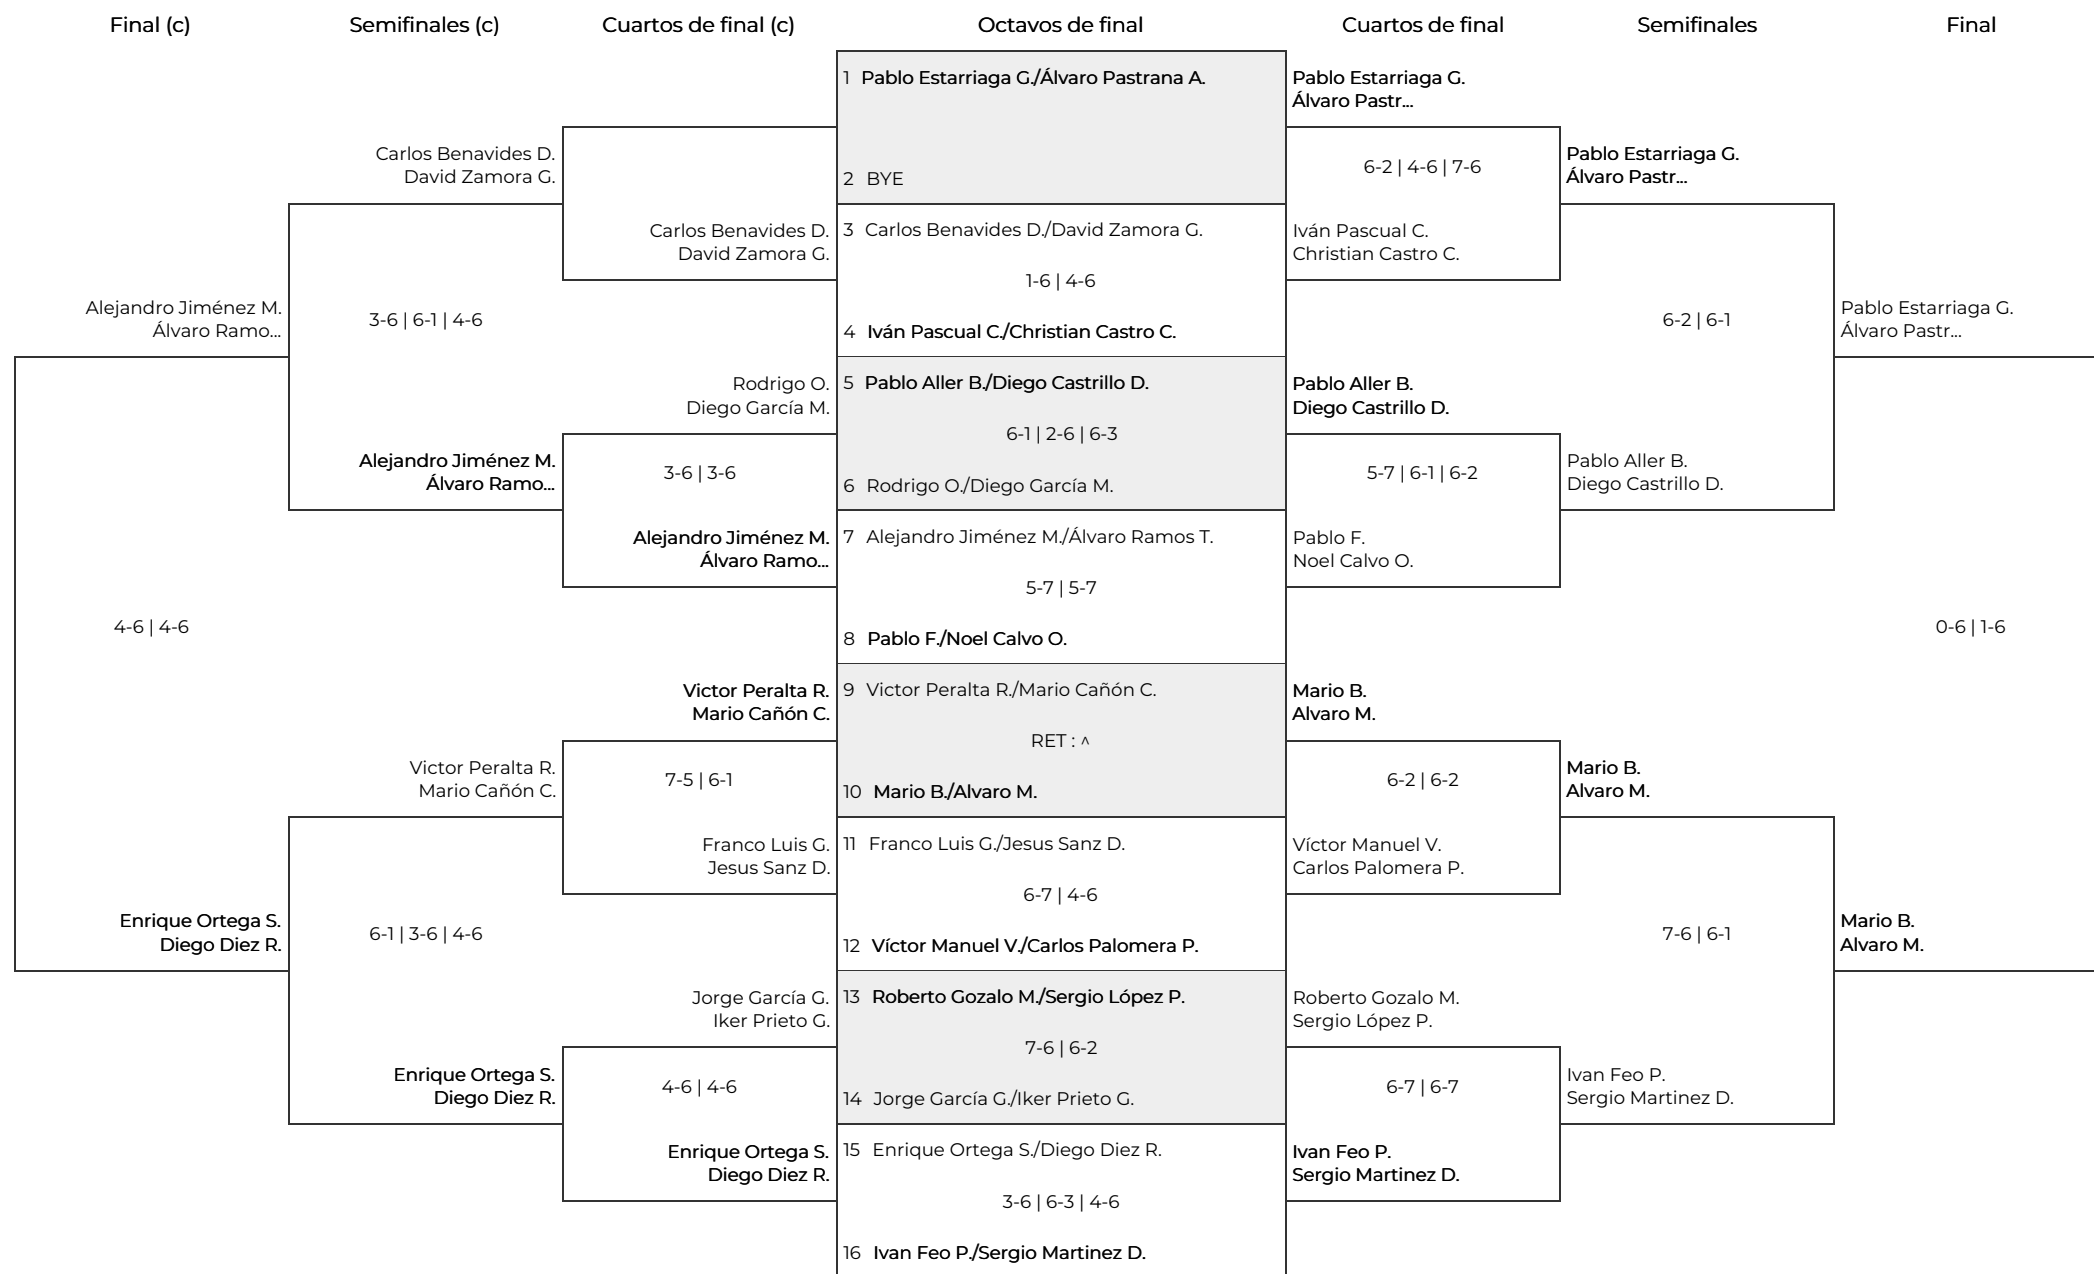 Final (c)
Semifinales (c)
Cuartos de final (c)
Octavos de final
Cuartos de final
Semifinales
Final
Alejandro Jiménez M.
Álvaro Ramo...
4-6 | 4-6
Enrique Ortega S.
Diego Diez R.
Carlos Benavides D.
David Zamora G.
3-6 | 6-1 | 4-6
Alejandro Jiménez M.
Álvaro Ramo...
Victor Peralta R.
Mario Cañón C.
6-1 | 3-6 | 4-6
Enrique Ortega S.
Diego Diez R.
Carlos Benavides D.
David Zamora G.
Rodrigo O.
Diego García M.
3-6 | 3-6
Alejandro Jiménez M.
Álvaro Ramo...
Victor Peralta R.
Mario Cañón C.
7-5 | 6-1
Franco Luis G.
Jesus Sanz D.
Jorge García G.
Iker Prieto G.
4-6 | 4-6
Enrique Ortega S.
Diego Diez R.
1 Pablo Estarriaga G./Álvaro Pastrana A.
2 BYE
3 Carlos Benavides D./David Zamora G.
1-6 | 4-6
4 Iván Pascual C./Christian Castro C.
5 Pablo Aller B./Diego Castrillo D.
6-1 | 2-6 | 6-3
6 Rodrigo O./Diego García M.
7 Alejandro Jiménez M./Álvaro Ramos T.
5-7 | 5-7
8 Pablo F./Noel Calvo O.
9 Victor Peralta R./Mario Cañón C.
RET : ^
10 Mario B./Alvaro M.
11 Franco Luis G./Jesus Sanz D.
6-7 | 4-6
12 Víctor Manuel V./Carlos Palomera P.
13 Roberto Gozalo M./Sergio López P.
7-6 | 6-2
14 Jorge García G./Iker Prieto G.
15 Enrique Ortega S./Diego Diez R.
3-6 | 6-3 | 4-6
16 Ivan Feo P./Sergio Martinez D.
Pablo Estarriaga G.
Álvaro Pastr...
6-2 | 4-6 | 7-6
Iván Pascual C.
Christian Castro C.
Pablo Aller B.
Diego Castrillo D.
5-7 | 6-1 | 6-2
Pablo F.
Noel Calvo O.
Mario B.
Alvaro M.
6-2 | 6-2
Víctor Manuel V.
Carlos Palomera P.
Roberto Gozalo M.
Sergio López P.
6-7 | 6-7
Ivan Feo P.
Sergio Martinez D.
Pablo Estarriaga G.
Álvaro Pastr...
6-2 | 6-1
Pablo Aller B.
Diego Castrillo D.
Mario B.
Alvaro M.
7-6 | 6-1
Ivan Feo P.
Sergio Martinez D.
Pablo Estarriaga G.
Álvaro Pastr...
0-6 | 1-6
Mario B.
Alvaro M.